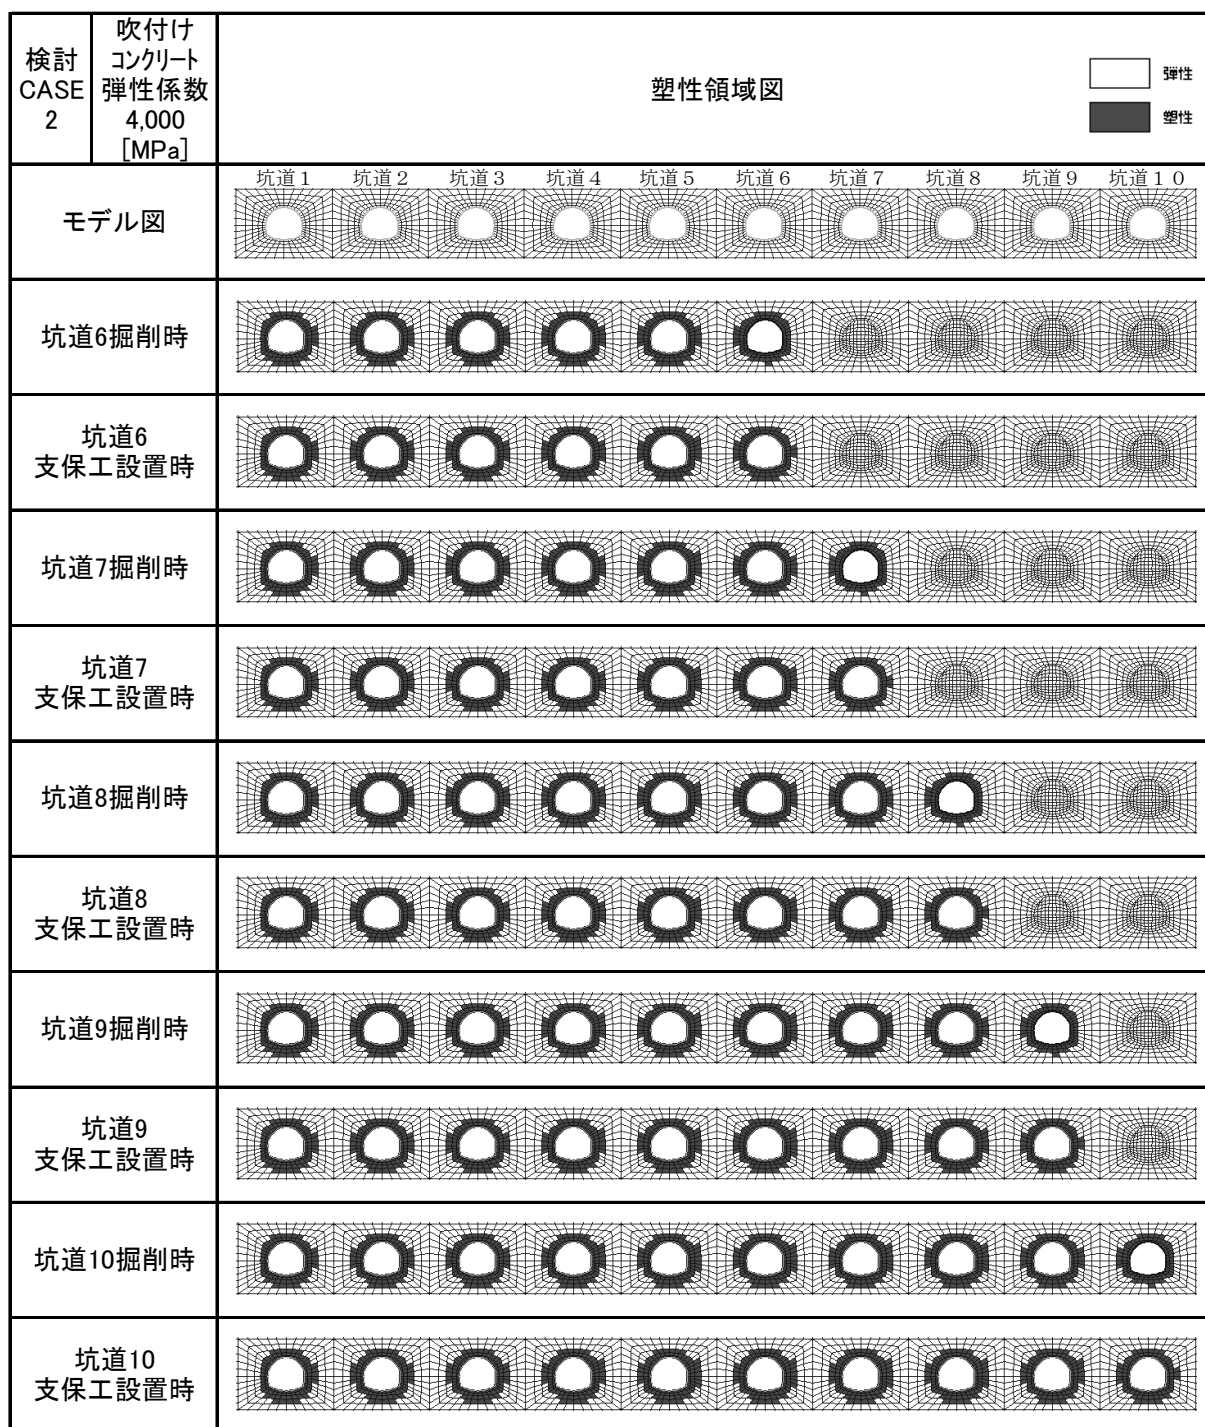 検討
CASE
2
吹付け
コンクリート
弾性係数
4,000
[MPa]
塑性領域図
弾性
塑性
モデル図
坑道1 坑道2 坑道3 坑道4 坑道5 坑道6 坑道7 坑道8 坑道9 坑道10
坑道6掘削時
坑道6
支保工設置時
坑道7掘削時
坑道7
支保工設置時
坑道8掘削時
坑道8
支保工設置時
坑道9掘削時
坑道9
支保工設置時
坑道10掘削時
坑道10
支保工設置時